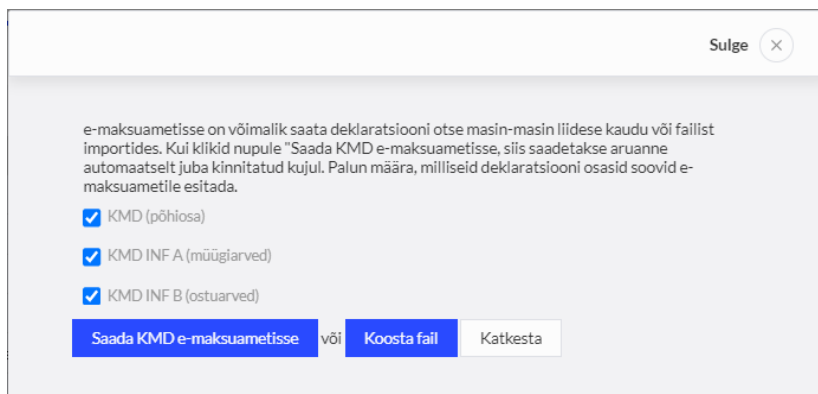 Sulge
e-maksuametisse on võimalik saata deklaratsiooni otse masin-masin liidese kaudu või failist
importides. Kui klikid nupule "Saada KMD e-maksuametisse, siis saadetakse aruanne
automaatselt juba kinnitatud kujul. Palun määra, milliseid deklaratsiooni osasid soovid e-
maksuametile esitada.
KMD (põhiosa)
KMD INF A (müügiarved)
KMD INF B (ostuarved)
Saada KMD e-maksuametisse või Koosta fail Katkesta